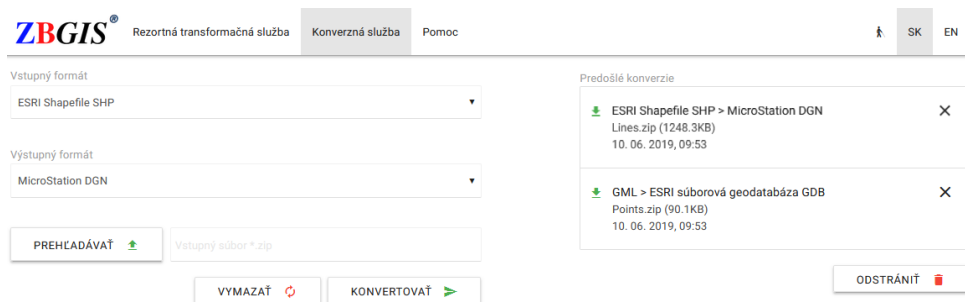 ZBGIS®
Rezortná transformačná služba
Konverzná služba
Pomoc
SK
EN
Vstupný formát
ESRI Shapefile SHP
Výstupný formát
MicroStation DGN
PREHĽADÁVAŤ
Vstupný súbor *.zip
VYMAZAŤ
KONVERTOVAŤ
Predošlé konverzie
ESRI Shapefile SHP > MicroStation DGN
Lines.zip (1248.3KB)
10. 06. 2019, 09:53
GML > ESRI súborová geodatabáza GDB
Points.zip (90.1KB)
10. 06. 2019, 09:53
ODSTRÁNIŤ